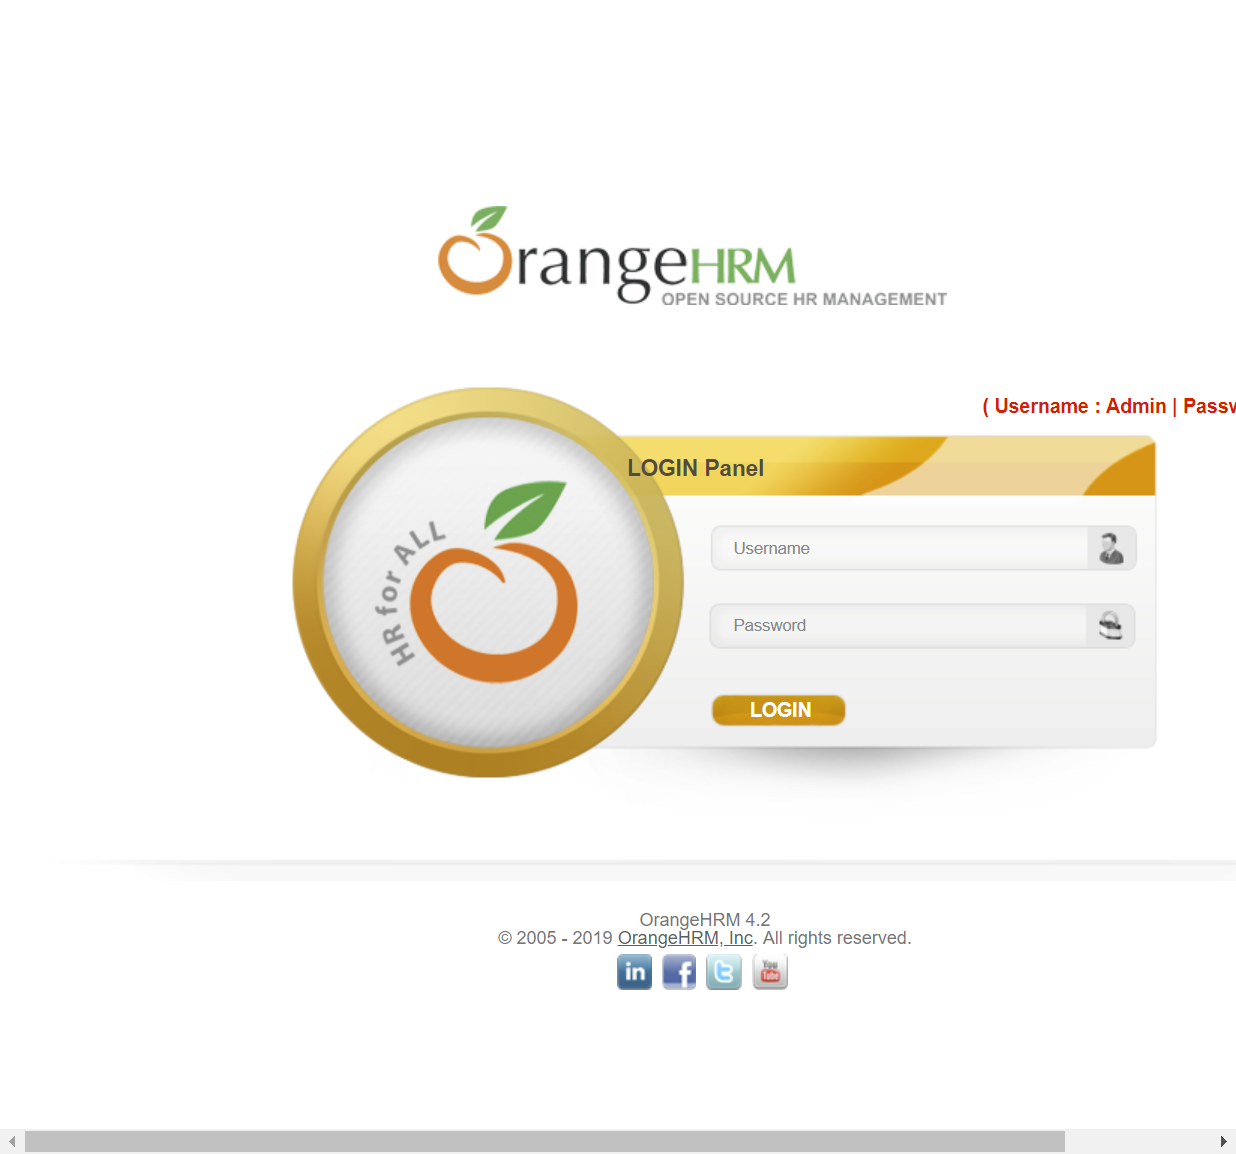 OrangeHRM
OPEN SOURCE HR MANAGEMENT
( Username : Admin | Passw
LOGIN Panel
HR for ALL
Username
Password
LOGIN
OrangeHRM 4.2
© 2005 - 2019 OrangeHRM, Inc. All rights reserved.
in f t You Tube